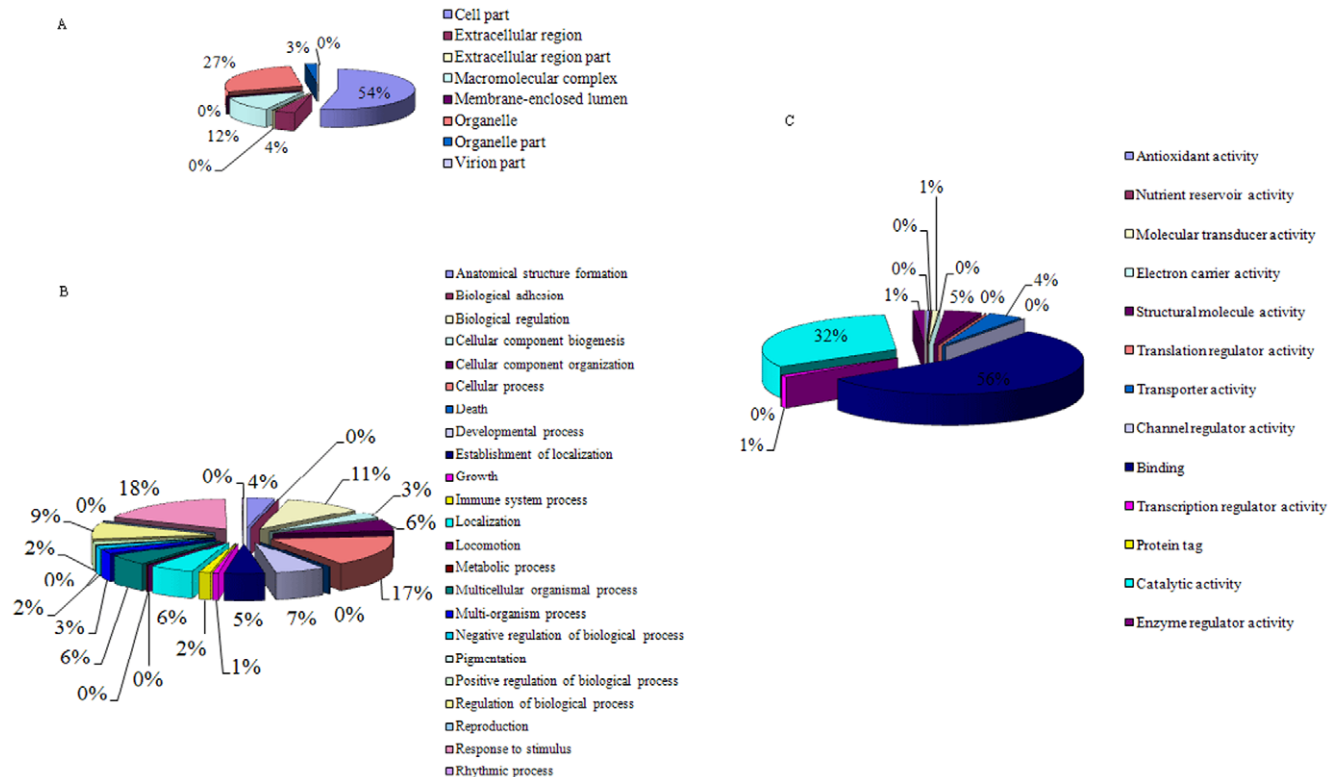 A
Cell part
Extracellular region
Extracellular region part
Macromolecular complex
Membrane-enclosed lumen
Organelle
Organelle part
Virion part
3%
0%
27%
54%
0%
12%
4%
0%
B
Anatomical structure formation
Biological adhesion
Biological regulation
Cellular component biogenesis
Cellular component organization
Cellular process
Death
Developmental process
Establishment of localization
Growth
Immune system process
Localization
Locomotion
Metabolic process
Multicellular organismal process
Multi-organism process
Negative regulation of biological process
Pigmentation
Positive regulation of biological process
Regulation of biological process
Reproduction
Response to stimulus
Rhythmic process
0%
4%
0%
11%
3%
6%
17%
0%
7%
5%
1%
2%
6%
0%
0%
6%
3%
2%
0%
2%
9%
0%
18%
C
Antioxidant activity
Nutrient reservoir activity
Molecular transducer activity
Electron carrier activity
Structural molecule activity
Translation regulator activity
Transporter activity
Channel regulator activity
Binding
Transcription regulator activity
Protein tag
Catalytic activity
Enzyme regulator activity
1%
0%
0%
0%
1%
5%
0%
4%
0%
32%
56%
0%
1%